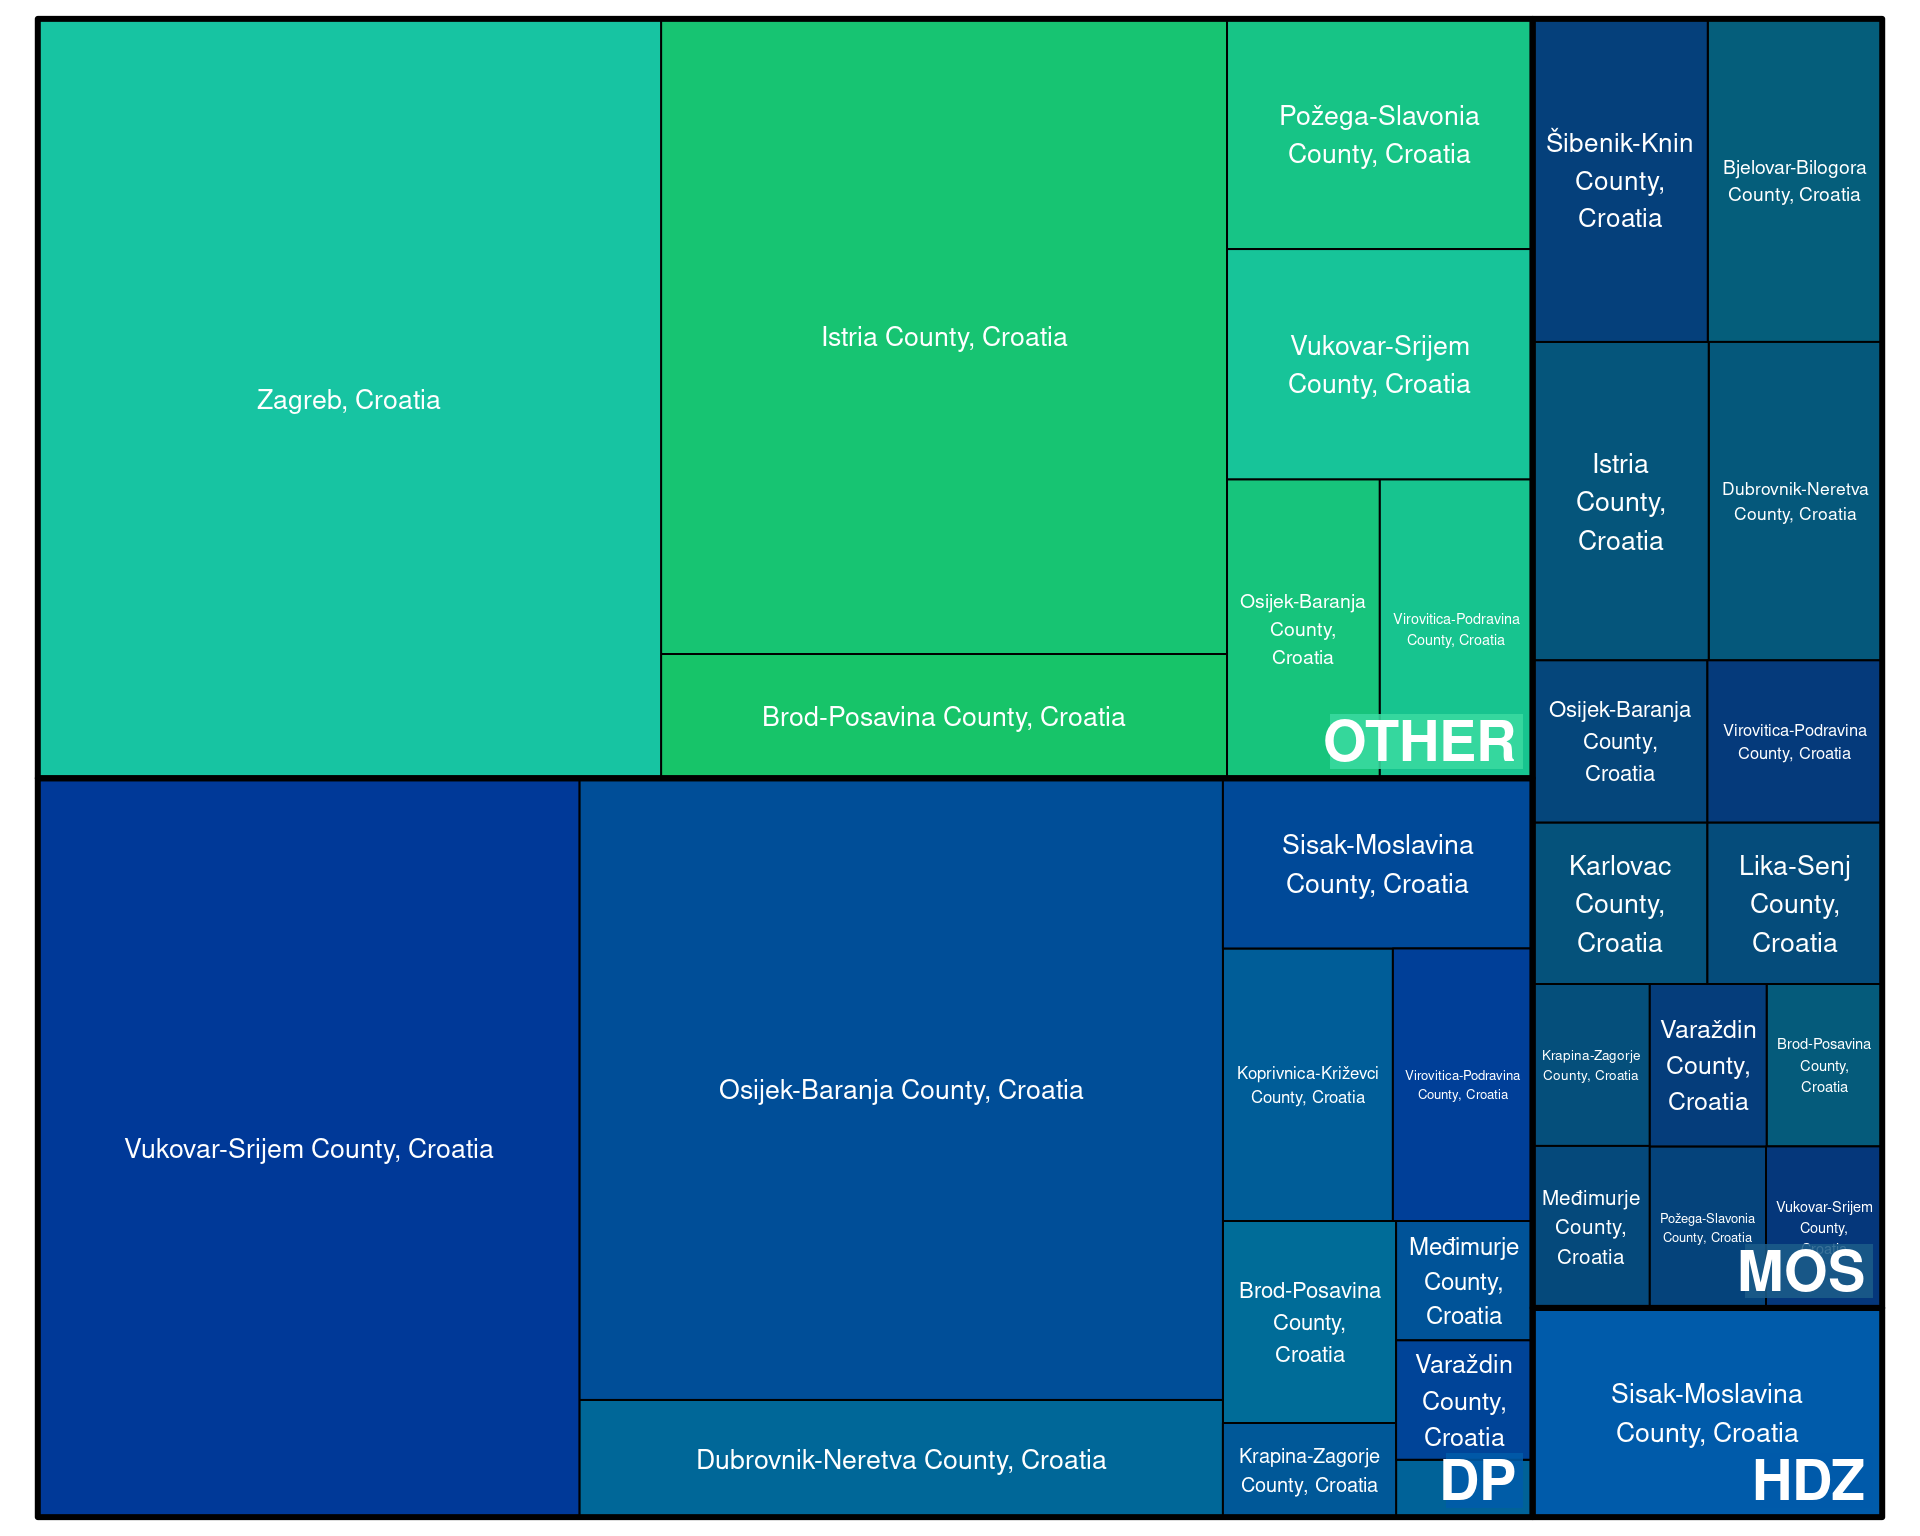 Zagreb, Croatia
Istria County, Croatia
Brod-Posavina County, Croatia
Požega-Slavonia
County, Croatia
Vukovar-Srijem
County, Croatia
Osijek-Baranja
County,
Croatia
Virovitica-Podravina
County, Croatia
OTHER
Vukovar-Srijem County, Croatia
Osijek-Baranja County, Croatia
Dubrovnik-Neretva County, Croatia
Sisak-Moslavina
County, Croatia
Koprivnica-Križevci
County, Croatia
Virovitica-Podravina
County, Croatia
Brod-Posavina
County,
Croatia
Međimurje
County,
Croatia
Varaždin
County,
Croatia
Krapina-Zagorje
County, Croatia
DP
Šibenik-Knin
County,
Croatia
Bjelovar-Bilogora
County, Croatia
Istria
County,
Croatia
Dubrovnik-Neretva
County, Croatia
Osijek-Baranja
County,
Croatia
Virovitica-Podravina
County, Croatia
Karlovac
County,
Croatia
Lika-Senj
County,
Croatia
Krapina-Zagorje
County, Croatia
Varaždin
County,
Croatia
Brod-Posavina
County,
Croatia
Međimurje
County,
Croatia
Požega-Slavonia
County, Croatia
Vukovar-Srijem
County,
MOS
Sisak-Moslavina
County, Croatia
HDZ